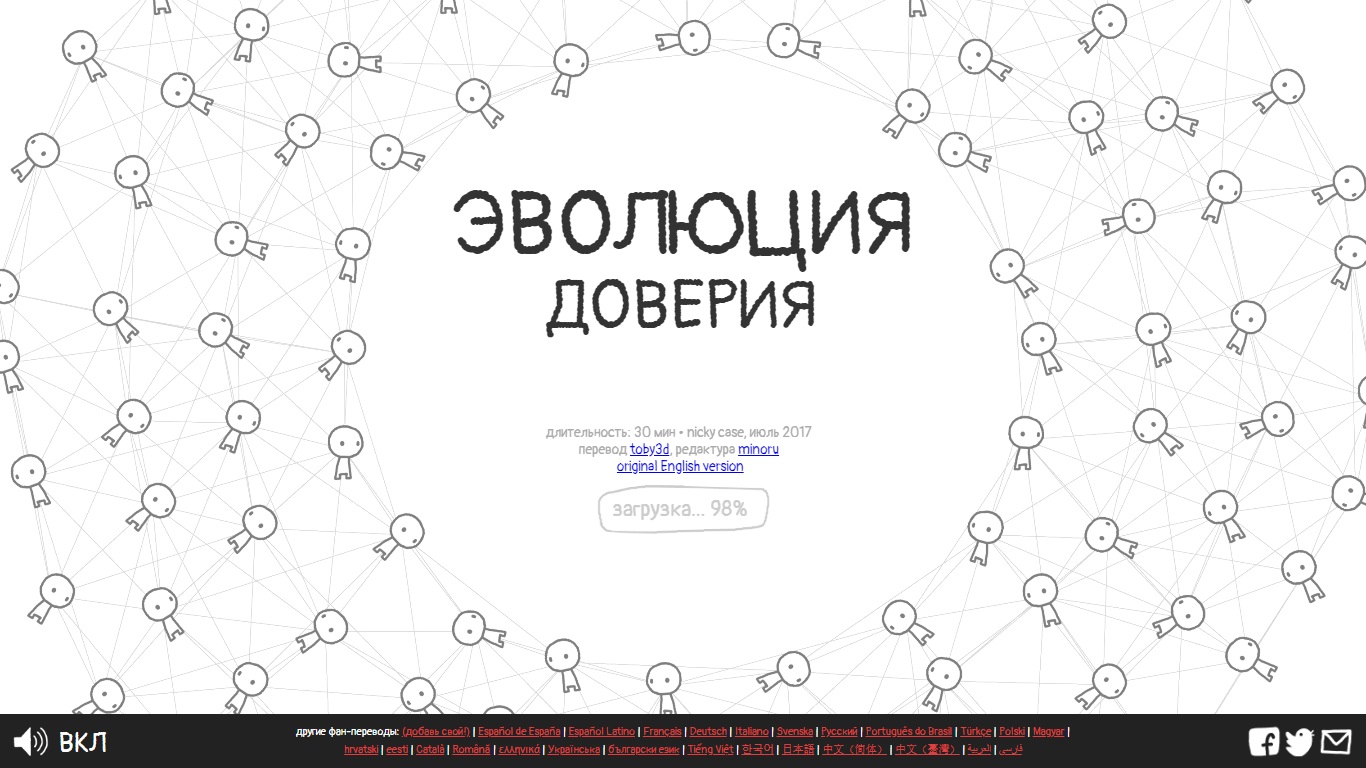 ЭВОЛЮЦИЯ
ДОВЕРИЯ
длительность: 30 мин • nicky case, июль 2017
перевод toby3d, редактура minoru
original English version
загрузка... 98%
ВКЛ
другие фан-переводы: (добавь свой!) | Español de España | Español Latino | Français | Deutsch | Italiano | Svenska | Русский | Português do Brasil | Türkçe | Polski | Magyar |
hrvatski | eesti | Català | Română | ελληνικά | Українська | български език | Tiếng Việt | 한국어 | 日本語 | 中文（简体） | 中文（臺灣） | العربية | فارسی